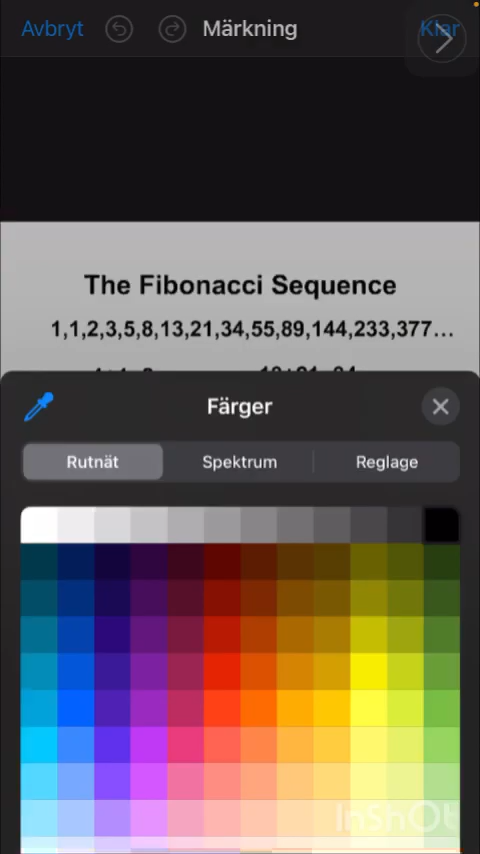 Avbryt Märkning Klar
The Fibonacci Sequence
1,1,2,3,5,8,13,21,34,55,89,144,233,377...
Färger
Rutnät Spektrum Reglage
InShOt